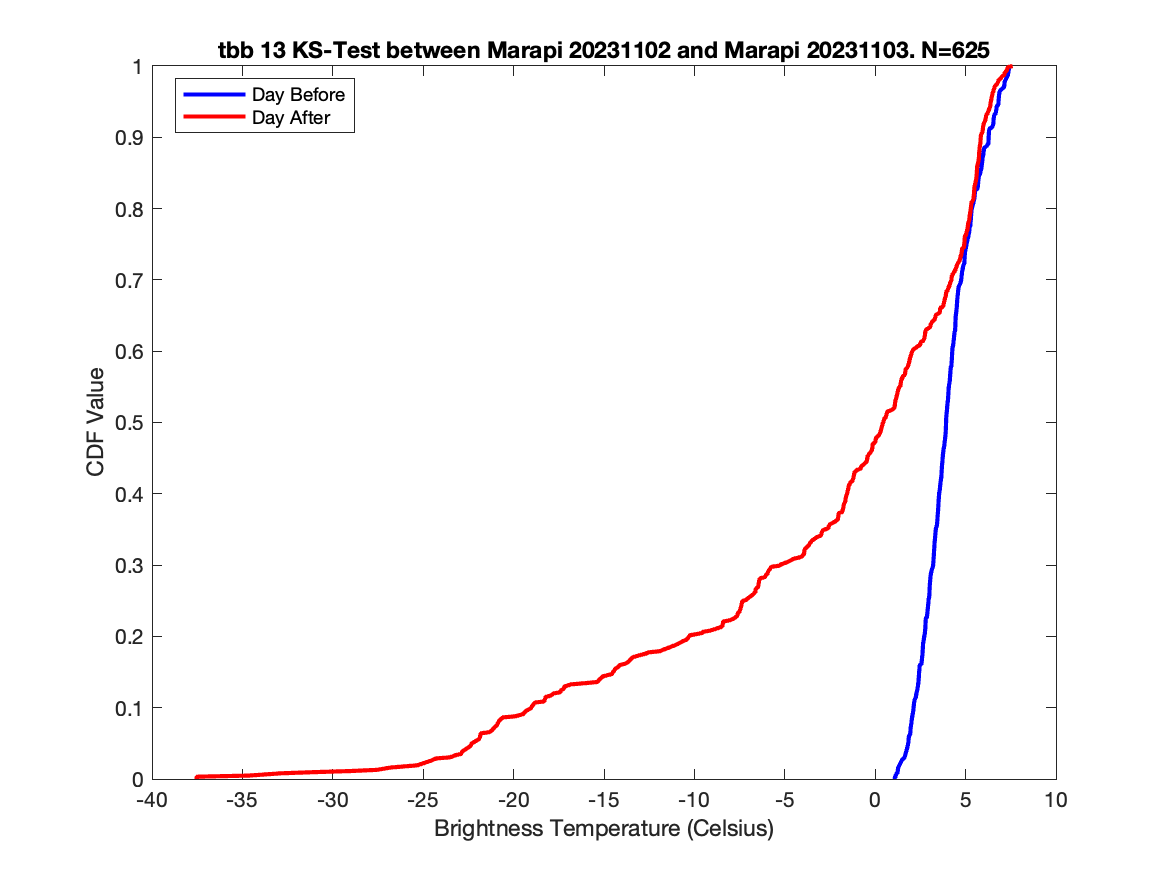 tbb 13 KS-Test between Marapi 20231102 and Marapi 20231103. N=625
Day Before
Day After
1
0.9
0.8
0.7
0.6
0.5
0.4
0.3
0.2
0.1
0
CDF Value
-40 -35 -30 -25 -20 -15 -10 -5 0 5 10
Brightness Temperature (Celsius)